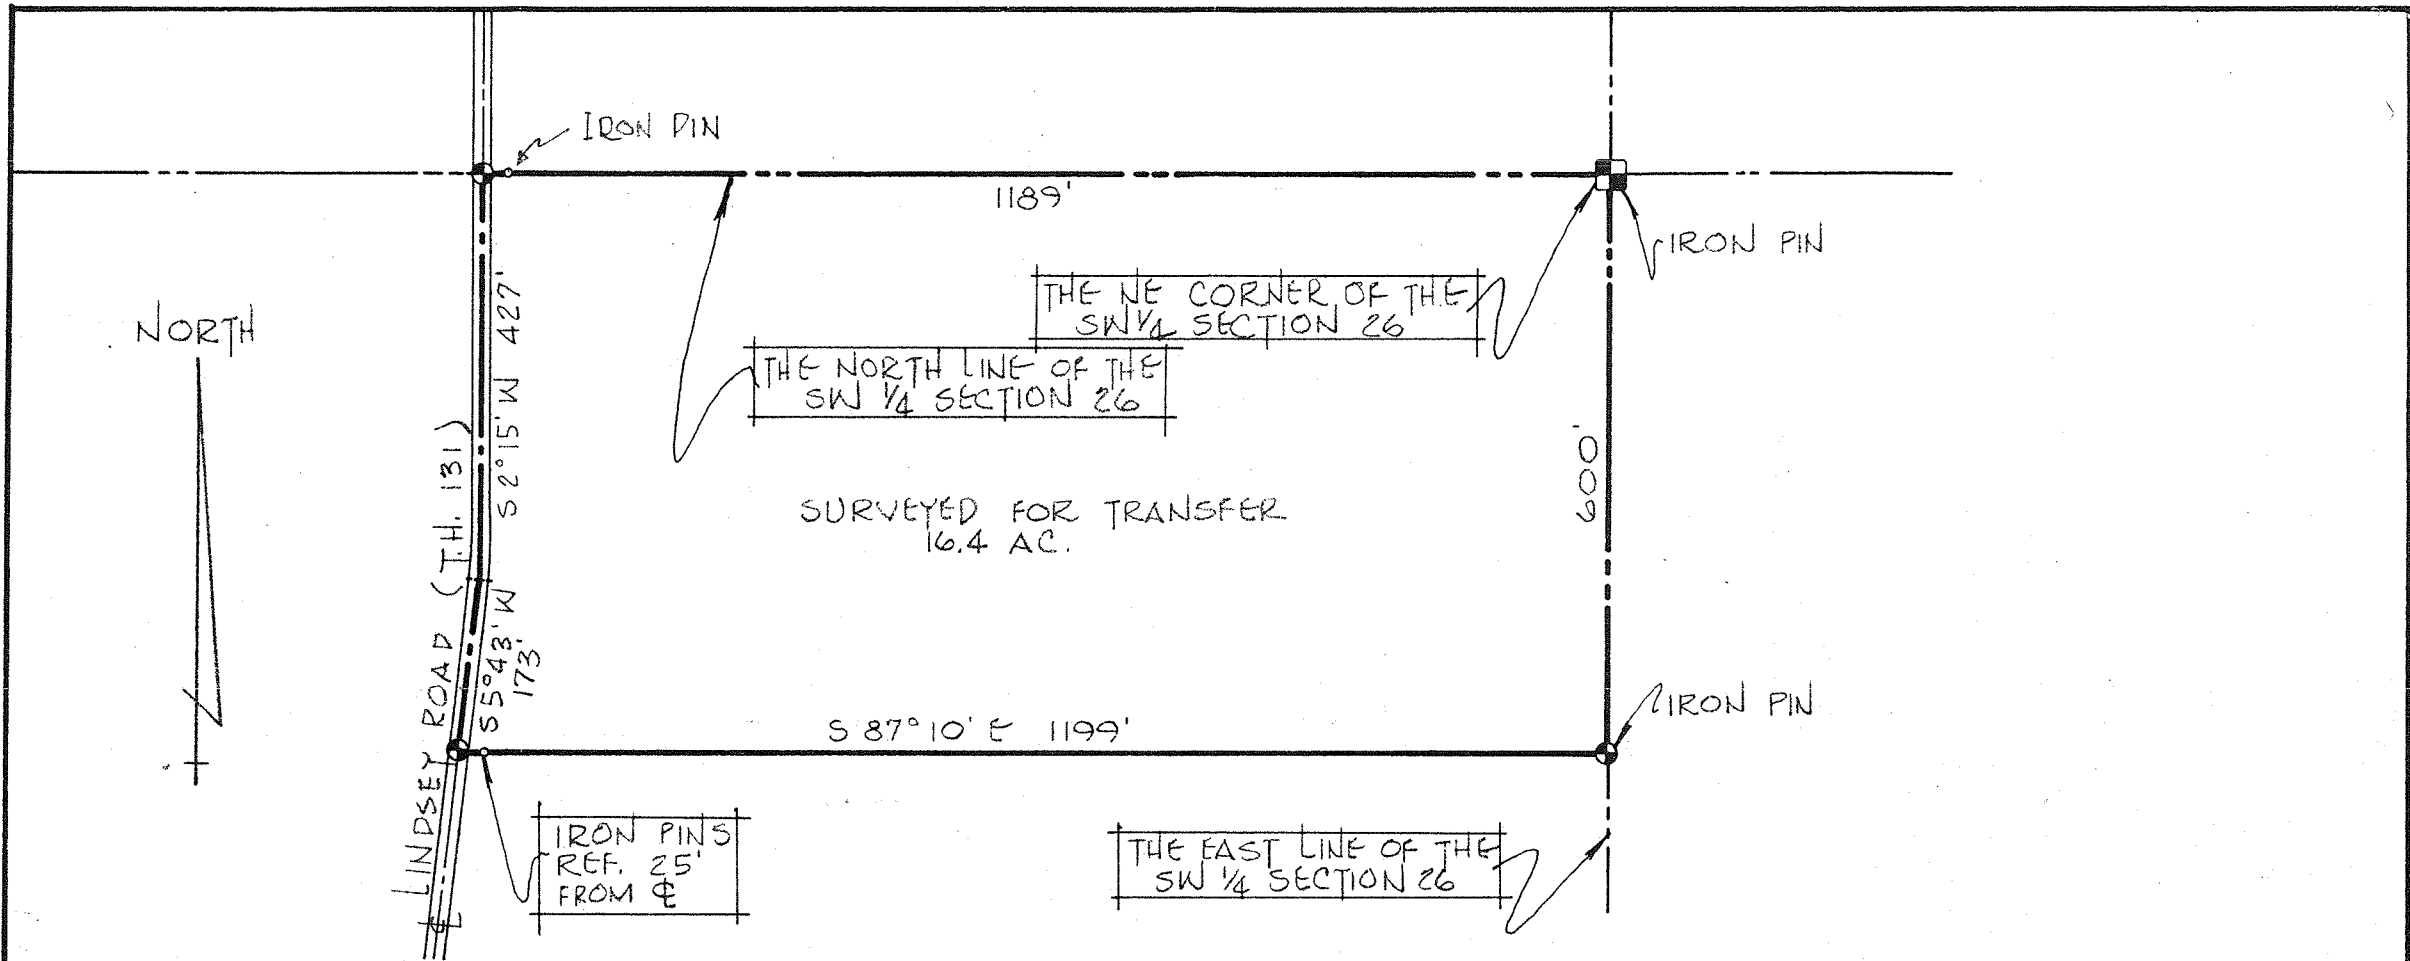 IRON PIN
1189'
IRON PIN
THE NE CORNER OF THE
SW 1/4 SECTION 26
NORTH
THE NORTH LINE OF THE
SW 1/4 SECTION 26
S 2° 15' W 427'
600'
SURVEYED FOR TRANSFER
16.4 AC.
LINDSEY ROAD (T.H. 131)
S 5° 43' W
173'
IRON PIN
S 87° 10' E 1199'
IRON PINS
REF. 25'
FROM ℄
THE EAST LINE OF THE
SW 1/4 SECTION 26
℄